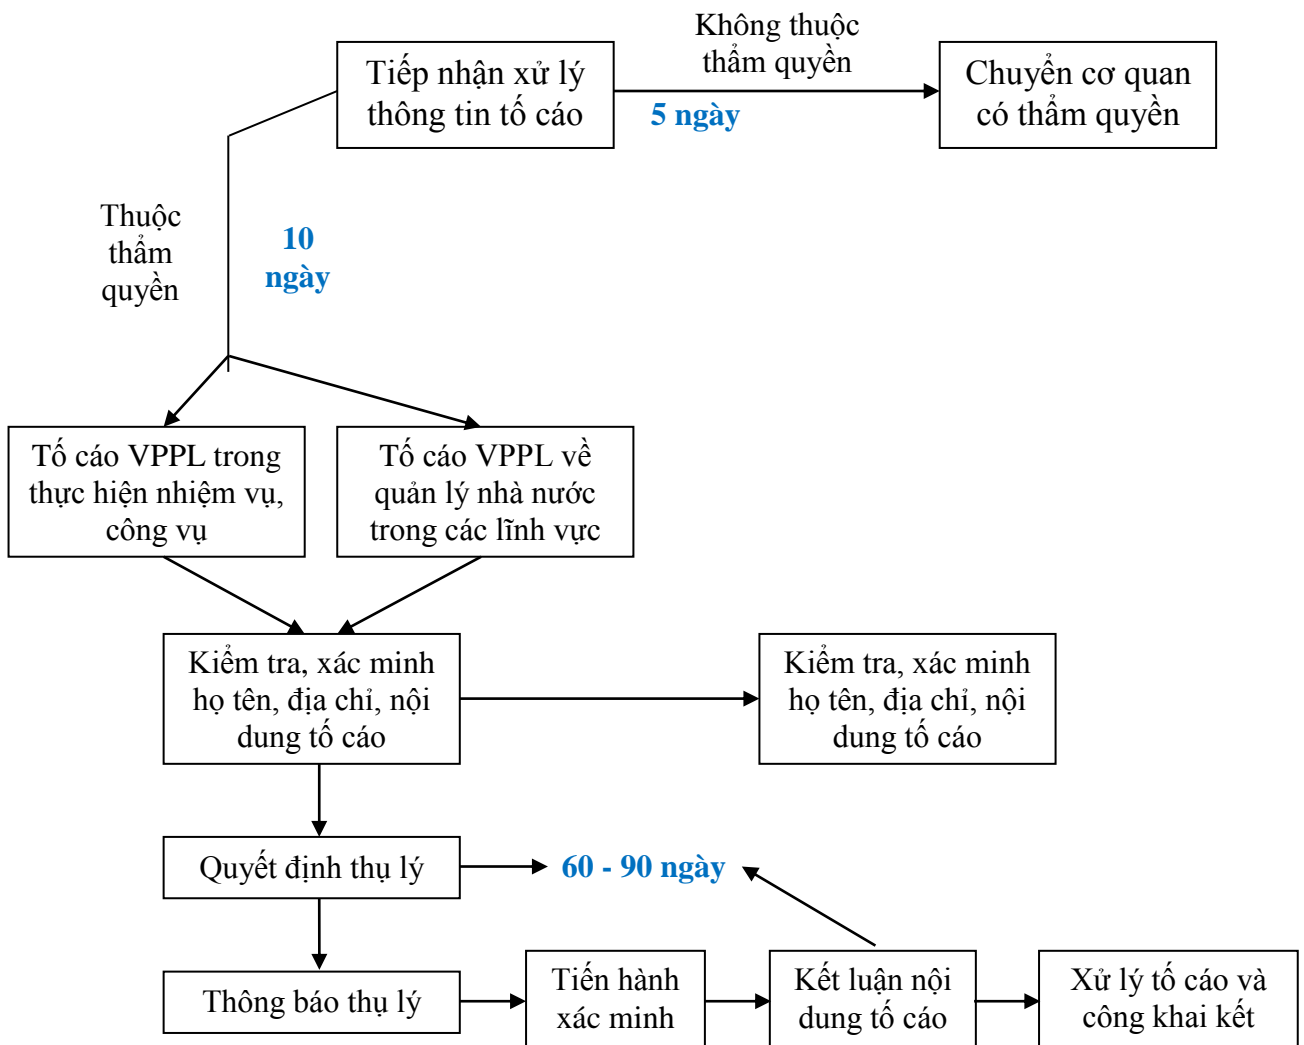 Không thuộc
thẩm quyền
Tiếp nhận xử lý
thông tin tố cáo
5 ngày
Chuyển cơ quan
có thẩm quyền
Thuộc
thẩm
quyền
10
ngày
Tố cáo VPPL trong
thực hiện nhiệm vụ,
công vụ
Tố cáo VPPL về
quản lý nhà nước
trong các lĩnh vực
Kiểm tra, xác minh
họ tên, địa chỉ, nội
dung tố cáo
Kiểm tra, xác minh
họ tên, địa chỉ, nội
dung tố cáo
Quyết định thụ lý
60 - 90 ngày
Thông báo thụ lý
Tiến hành
xác minh
Kết luận nội
dung tố cáo
Xử lý tố cáo và
công khai kết